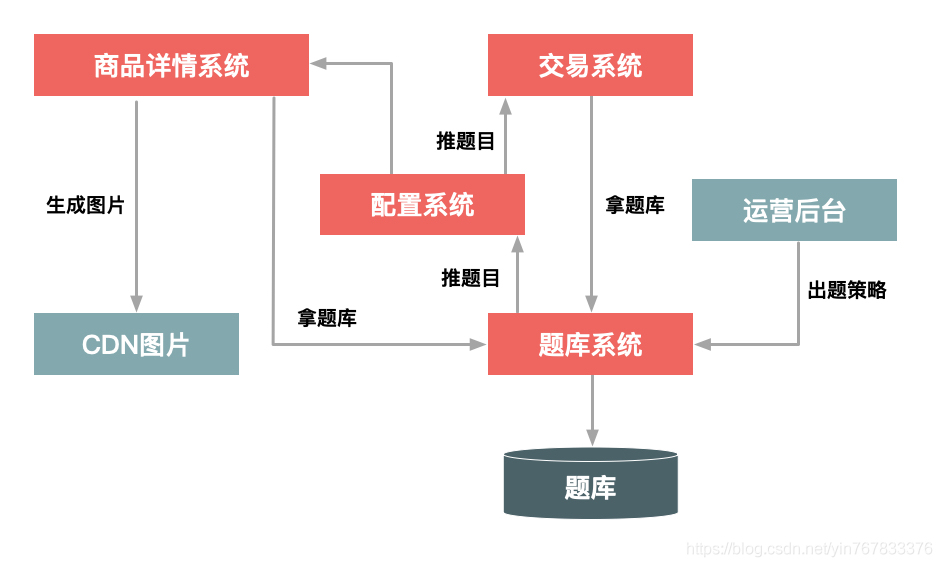 商品详情系统
交易系统
推题目
配置系统
生成图片
拿题库
运营后台
推题目
出题策略
拿题库
CDN图片
题库系统
题库
https://blog.csdn.net/yin767833376